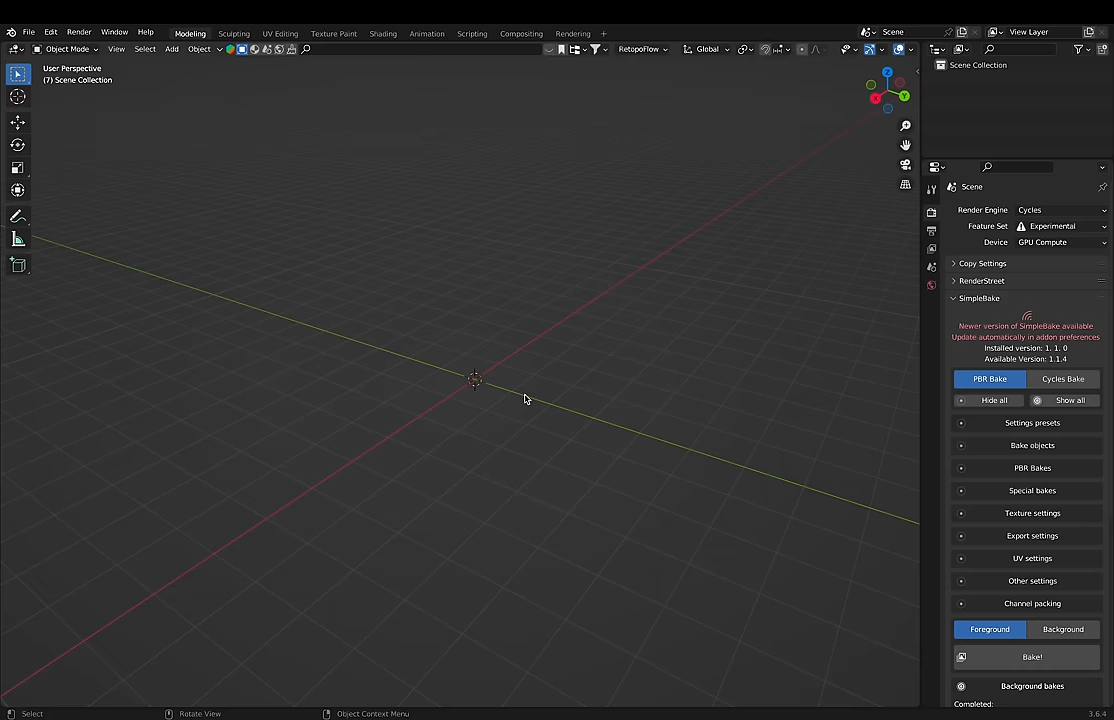 File Edit Render Window Help Modeling Sculpting UV Editing Texture Paint Shading Animation Scripting Compositing Rendering + Scene View Layer
Object Mode View Select Add Object RetopoFlow Global
User Perspective
(7) Scene Collection
Z
X
Y
Scene Collection
Scene
Render Engine Cycles
Feature Set Experimental
Device GPU Compute
Copy Settings
RenderStreet
SimpleBake
Newer version of SimpleBake available
Update automatically in addon preferences
Installed version: 1. 1. 0
Available Version: 1.1.4
PBR Bake Cycles Bake
Hide all Show all
Settings presets
Bake objects
PBR Bakes
Special bakes
Texture settings
Export settings
UV settings
Other settings
Channel packing
Foreground Background
Bake!
Background bakes
Completed:
Select Rotate View Object Context Menu 3.6.4